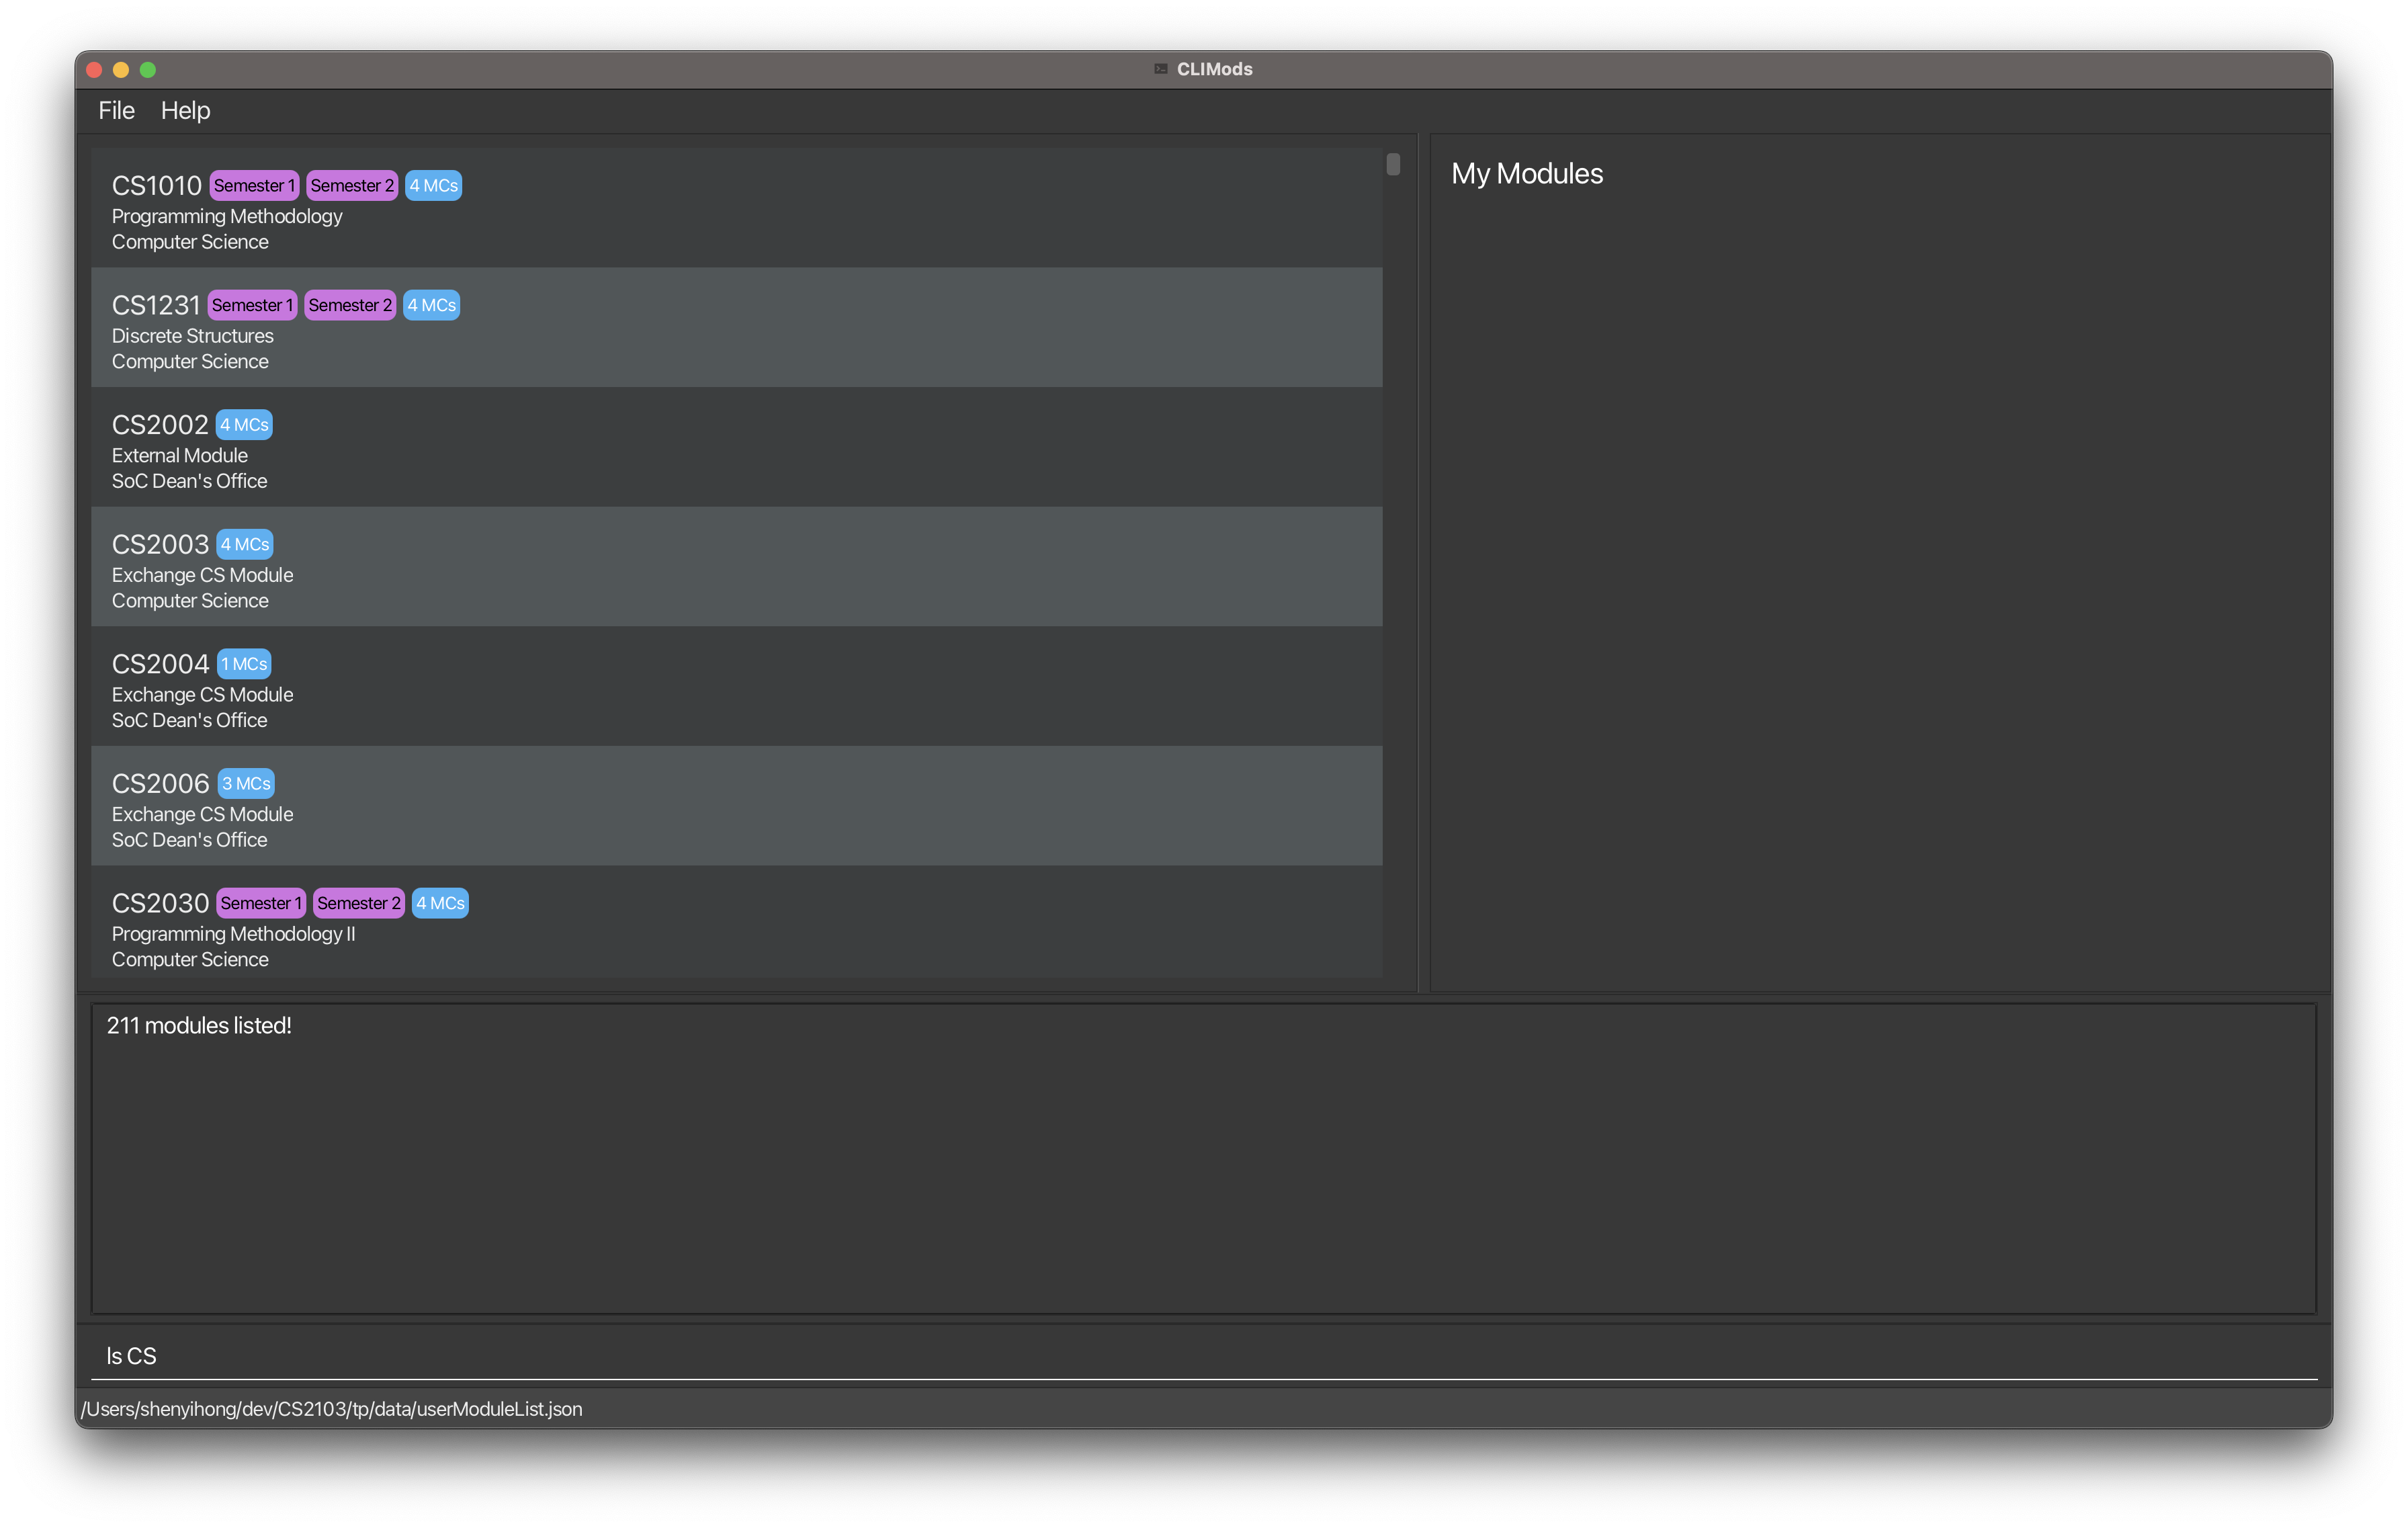 CLIMods
File Help
CS1010 Semester 1 Semester 2 4 MCs
Programming Methodology
Computer Science
CS1231 Semester 1 Semester 2 4 MCs
Discrete Structures
Computer Science
CS2002 4 MCs
External Module
SoC Dean's Office
CS2003 4 MCs
Exchange CS Module
Computer Science
CS2004 1 MCs
Exchange CS Module
SoC Dean's Office
CS2006 3 MCs
Exchange CS Module
SoC Dean's Office
CS2030 Semester 1 Semester 2 4 MCs
Programming Methodology II
Computer Science
My Modules
211 modules listed!
ls CS
/Users/shenyihong/dev/CS2103/tp/data/userModuleList.json